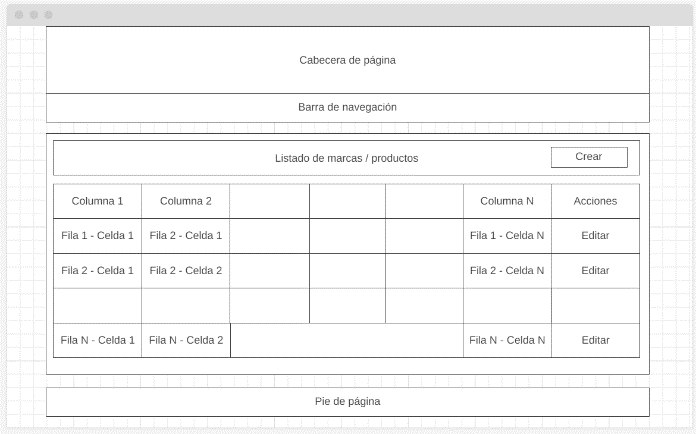 Cabecera de página
Barra de navegación
Listado de marcas / productos Crear
Columna 1 Columna 2 Columna N Acciones
Fila 1 - Celda 1 Fila 2 - Celda 1 Fila 1 - Celda N Editar
Fila 2 - Celda 1 Fila 2 - Celda 2 Fila 2 - Celda N Editar
Fila N - Celda 1 Fila N - Celda 2 Fila N - Celda N Editar
Pie de página